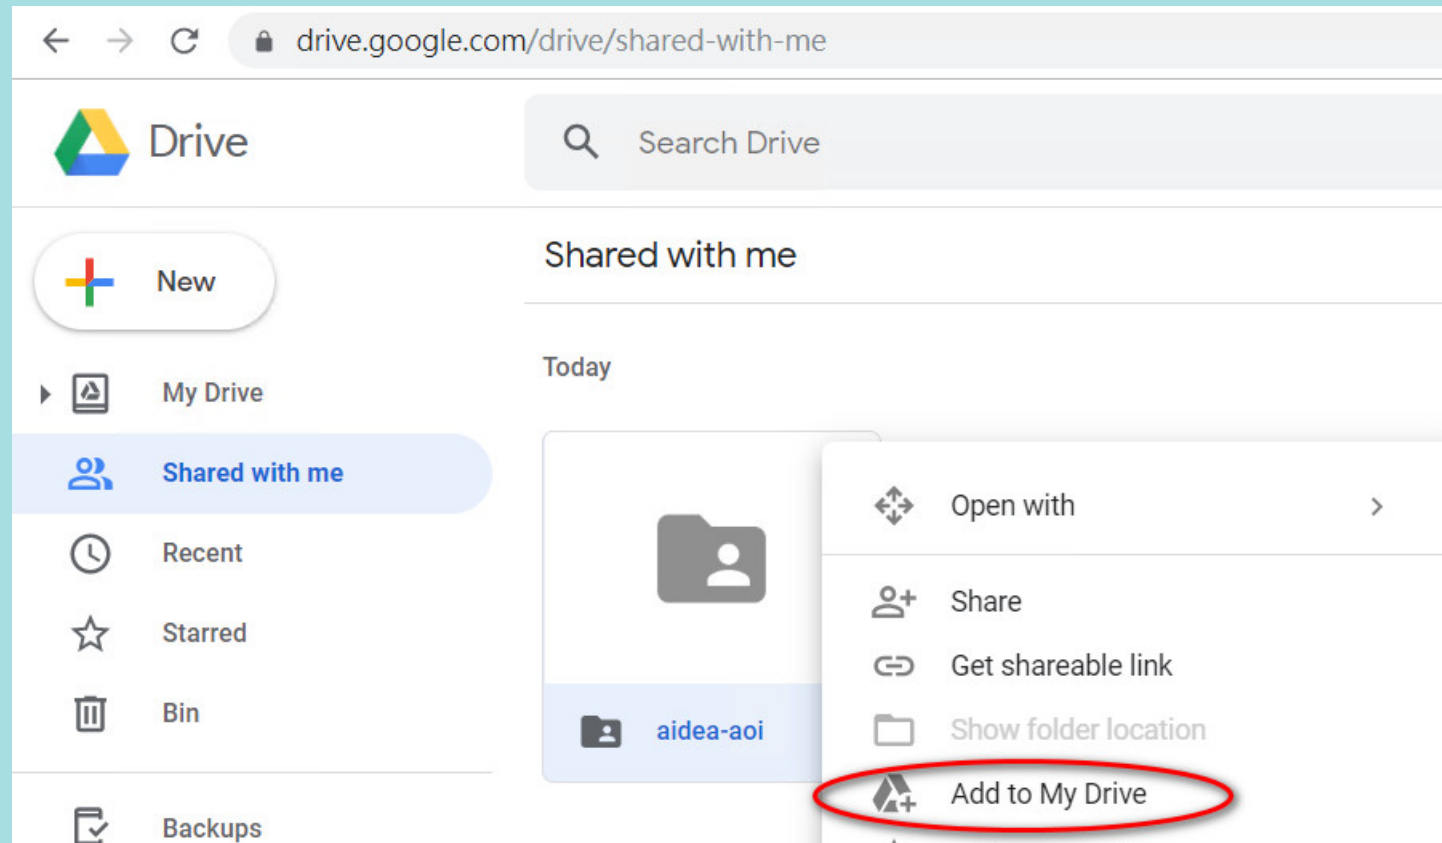 drive.google.com/drive/shared-with-me
Drive
Search Drive
New
My Drive
Shared with me
Recent
Starred
Bin
Backups
Shared with me
Today
aidea-aoi
Open with
Share
Get shareable link
Show folder location
Add to My Drive